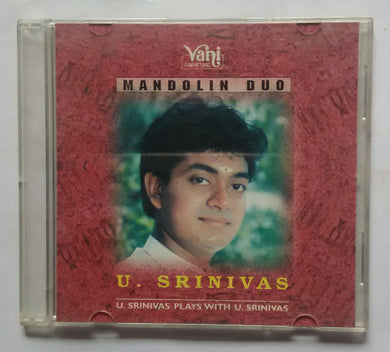 Vani
COMPACT DISC
MANDOLIN DUO
U. SRINIVAS
U. SRINIVAS PLAYS WITH U. SRINIVAS